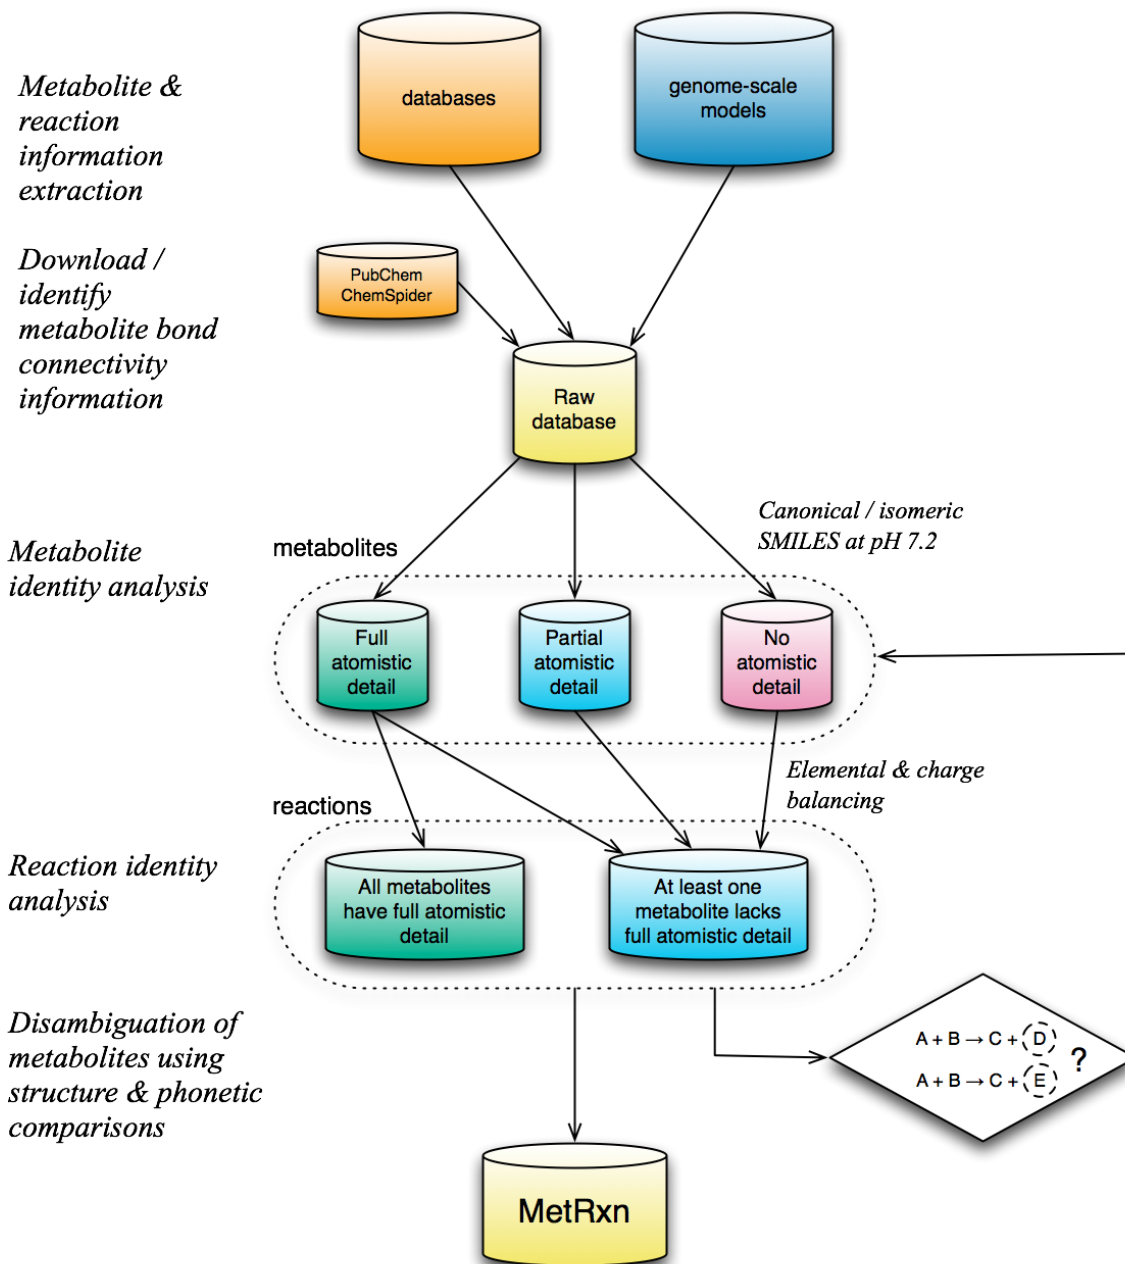 Metabolite &
reaction
information
extraction
databases
genome-scale
models
Download /
identify
metabolite bond
connectivity
information
PubChem
ChemSpider
Raw
database
Canonical / isomeric
SMILES at pH 7.2
Metabolite
identity analysis
metabolites
Full
atomistic
detail
Partial
atomistic
detail
No
atomistic
detail
Elemental & charge
balancing
reactions
Reaction identity
analysis
All metabolites
have full atomistic
detail
At least one
metabolite lacks
full atomistic detail
Disambiguation of
metabolites using
structure & phonetic
comparisons
A + B → C + D
A + B → C + E
?
MetRxn